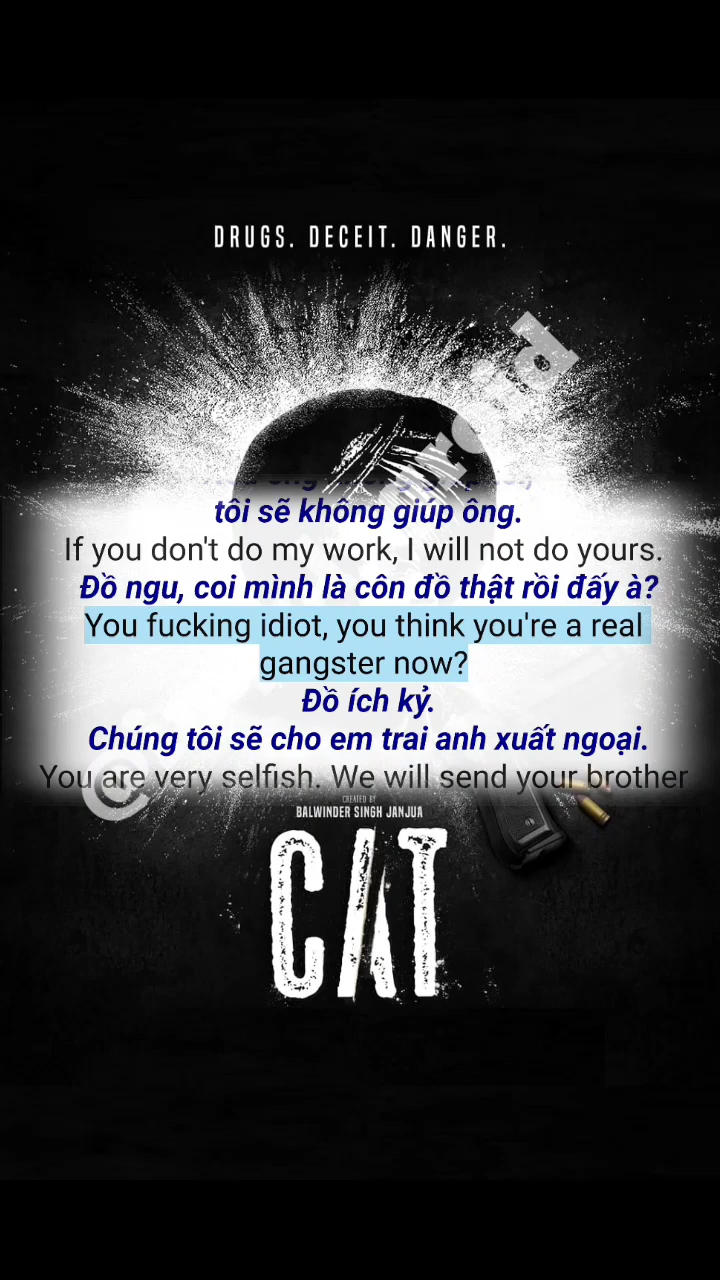 DRUGS. DECEIT. DANGER.
tôi sẽ không giúp ông.
If you don't do my work, I will not do yours.
Đồ ngu, coi mình là côn đồ thật rồi đấy à?
You fucking idiot, you think you're a real
gangster now?
Đồ ích kỷ.
Chúng tôi sẽ cho em trai anh xuất ngoại.
You are very selfish. We will send your brother
CREATED BY
BALWINDER SINGH JANJUA
CAT